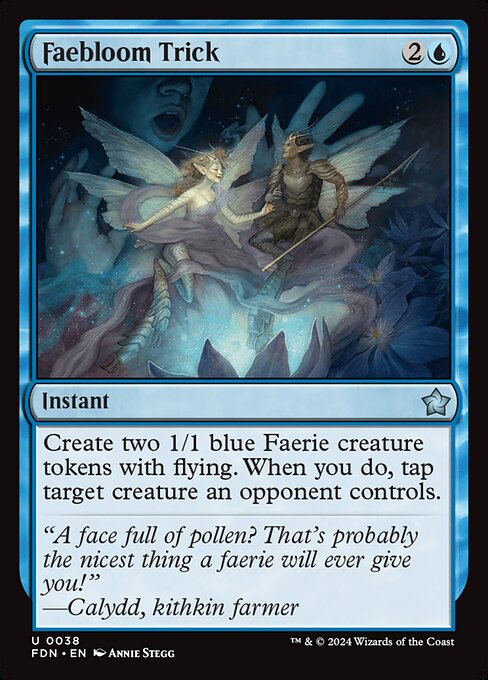 Faebloom Trick 2
Instant
Create two 1/1 blue Faerie creature
tokens with flying. When you do, tap
target creature an opponent controls.
“A face full of pollen? That’s probably
the nicest thing a faerie will ever give
you!”
—Calydd, kithkin farmer
U 0038
FDN • EN Annie Stegg
™ & © 2024 Wizards of the Coast